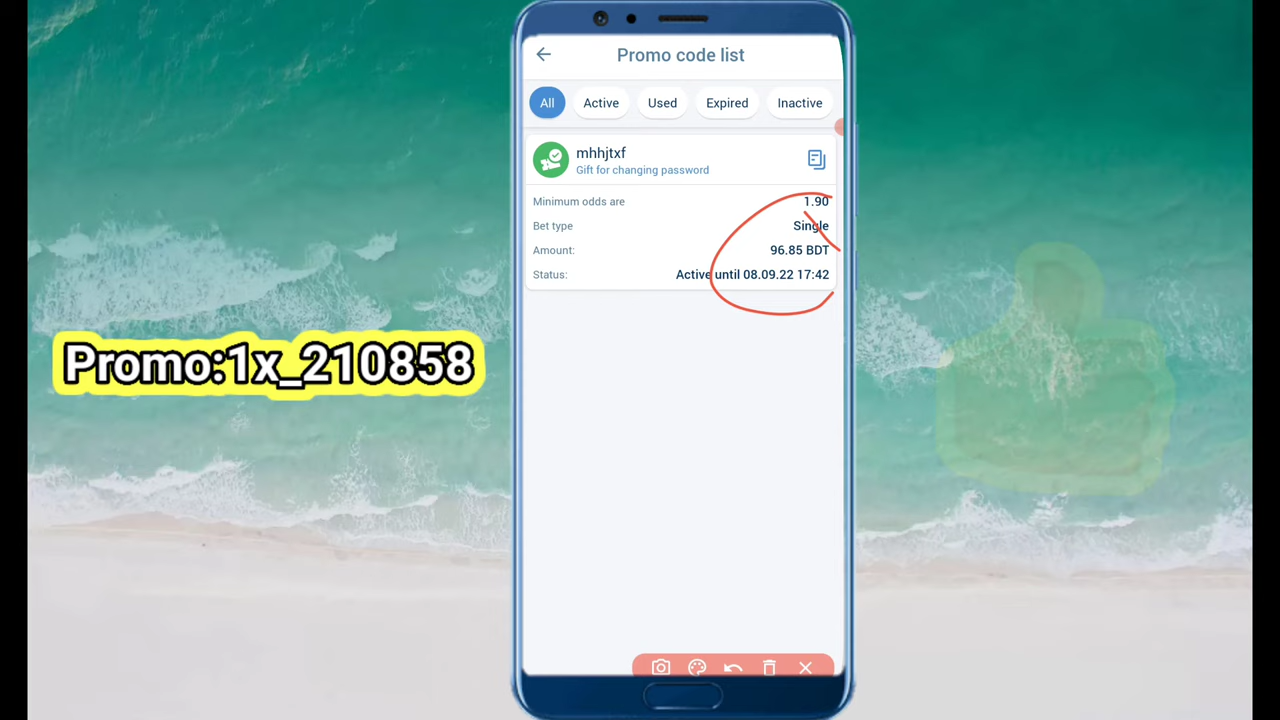 Promo code list
All Active Used Expired Inactive
mhhjtxf
Gift for changing password
Minimum odds are 1.90
Bet type Single
Amount: 96.85 BDT
Status: Active until 08.09.22 17:42
Promo:1x_210858